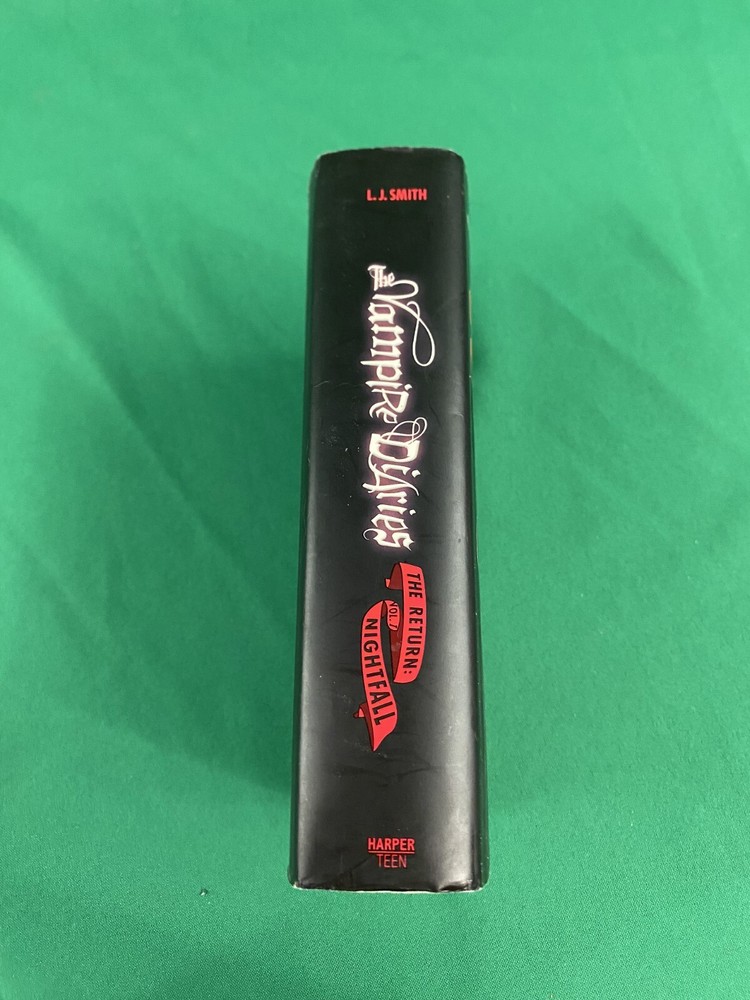 L.J. SMITH
The Vampire Diaries
THE RETURN:
VOL. 1
NIGHTFALL
HARPER
TEEN